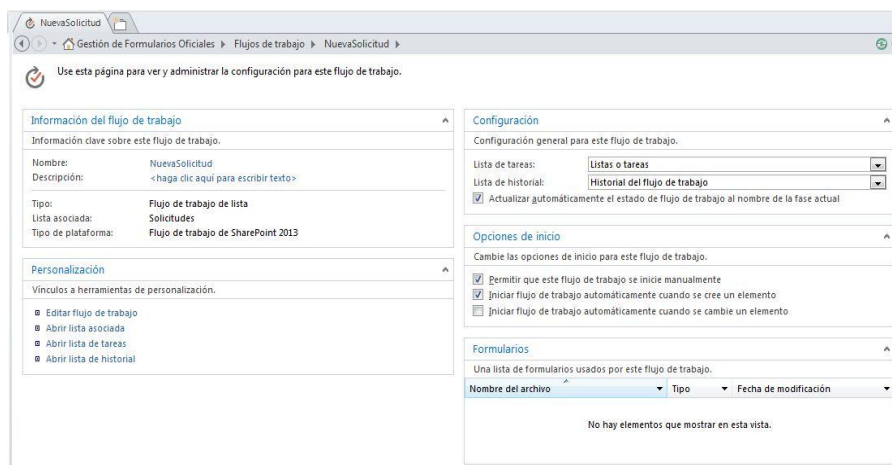 NuevaSolicitud
Gestión de Formularios Oficiales Flujos de trabajo NuevaSolicitud
Use esta página para ver y administrar la configuración para este flujo de trabajo.
Información del flujo de trabajo
Información clave sobre este flujo de trabajo.
Nombre: NuevaSolicitud
Descripción: <haga clic aquí para escribir texto>
Tipo: Flujo de trabajo de lista
Lista asociada: Solicitudes
Tipo de plataforma: Flujo de trabajo de SharePoint 2013
Personalización
Vínculos a herramientas de personalización.
Editar flujo de trabajo
Abrir lista asociada
Abrir lista de tareas
Abrir lista de historial
Configuración
Configuración general para este flujo de trabajo.
Lista de tareas: Listas o tareas
Lista de historial: Historial del flujo de trabajo
Actualizar automáticamente el estado de flujo de trabajo al nombre de la fase actual
Opciones de inicio
Cambie las opciones de inicio para este flujo de trabajo.
Permitir que este flujo de trabajo se inicie manualmente
Iniciar flujo de trabajo automáticamente cuando se cree un elemento
Iniciar flujo de trabajo automáticamente cuando se cambie un elemento
Formularios
Una lista de formularios usados por este flujo de trabajo.
Nombre del archivo Tipo Fecha de modificación
No hay elementos que mostrar en esta vista.